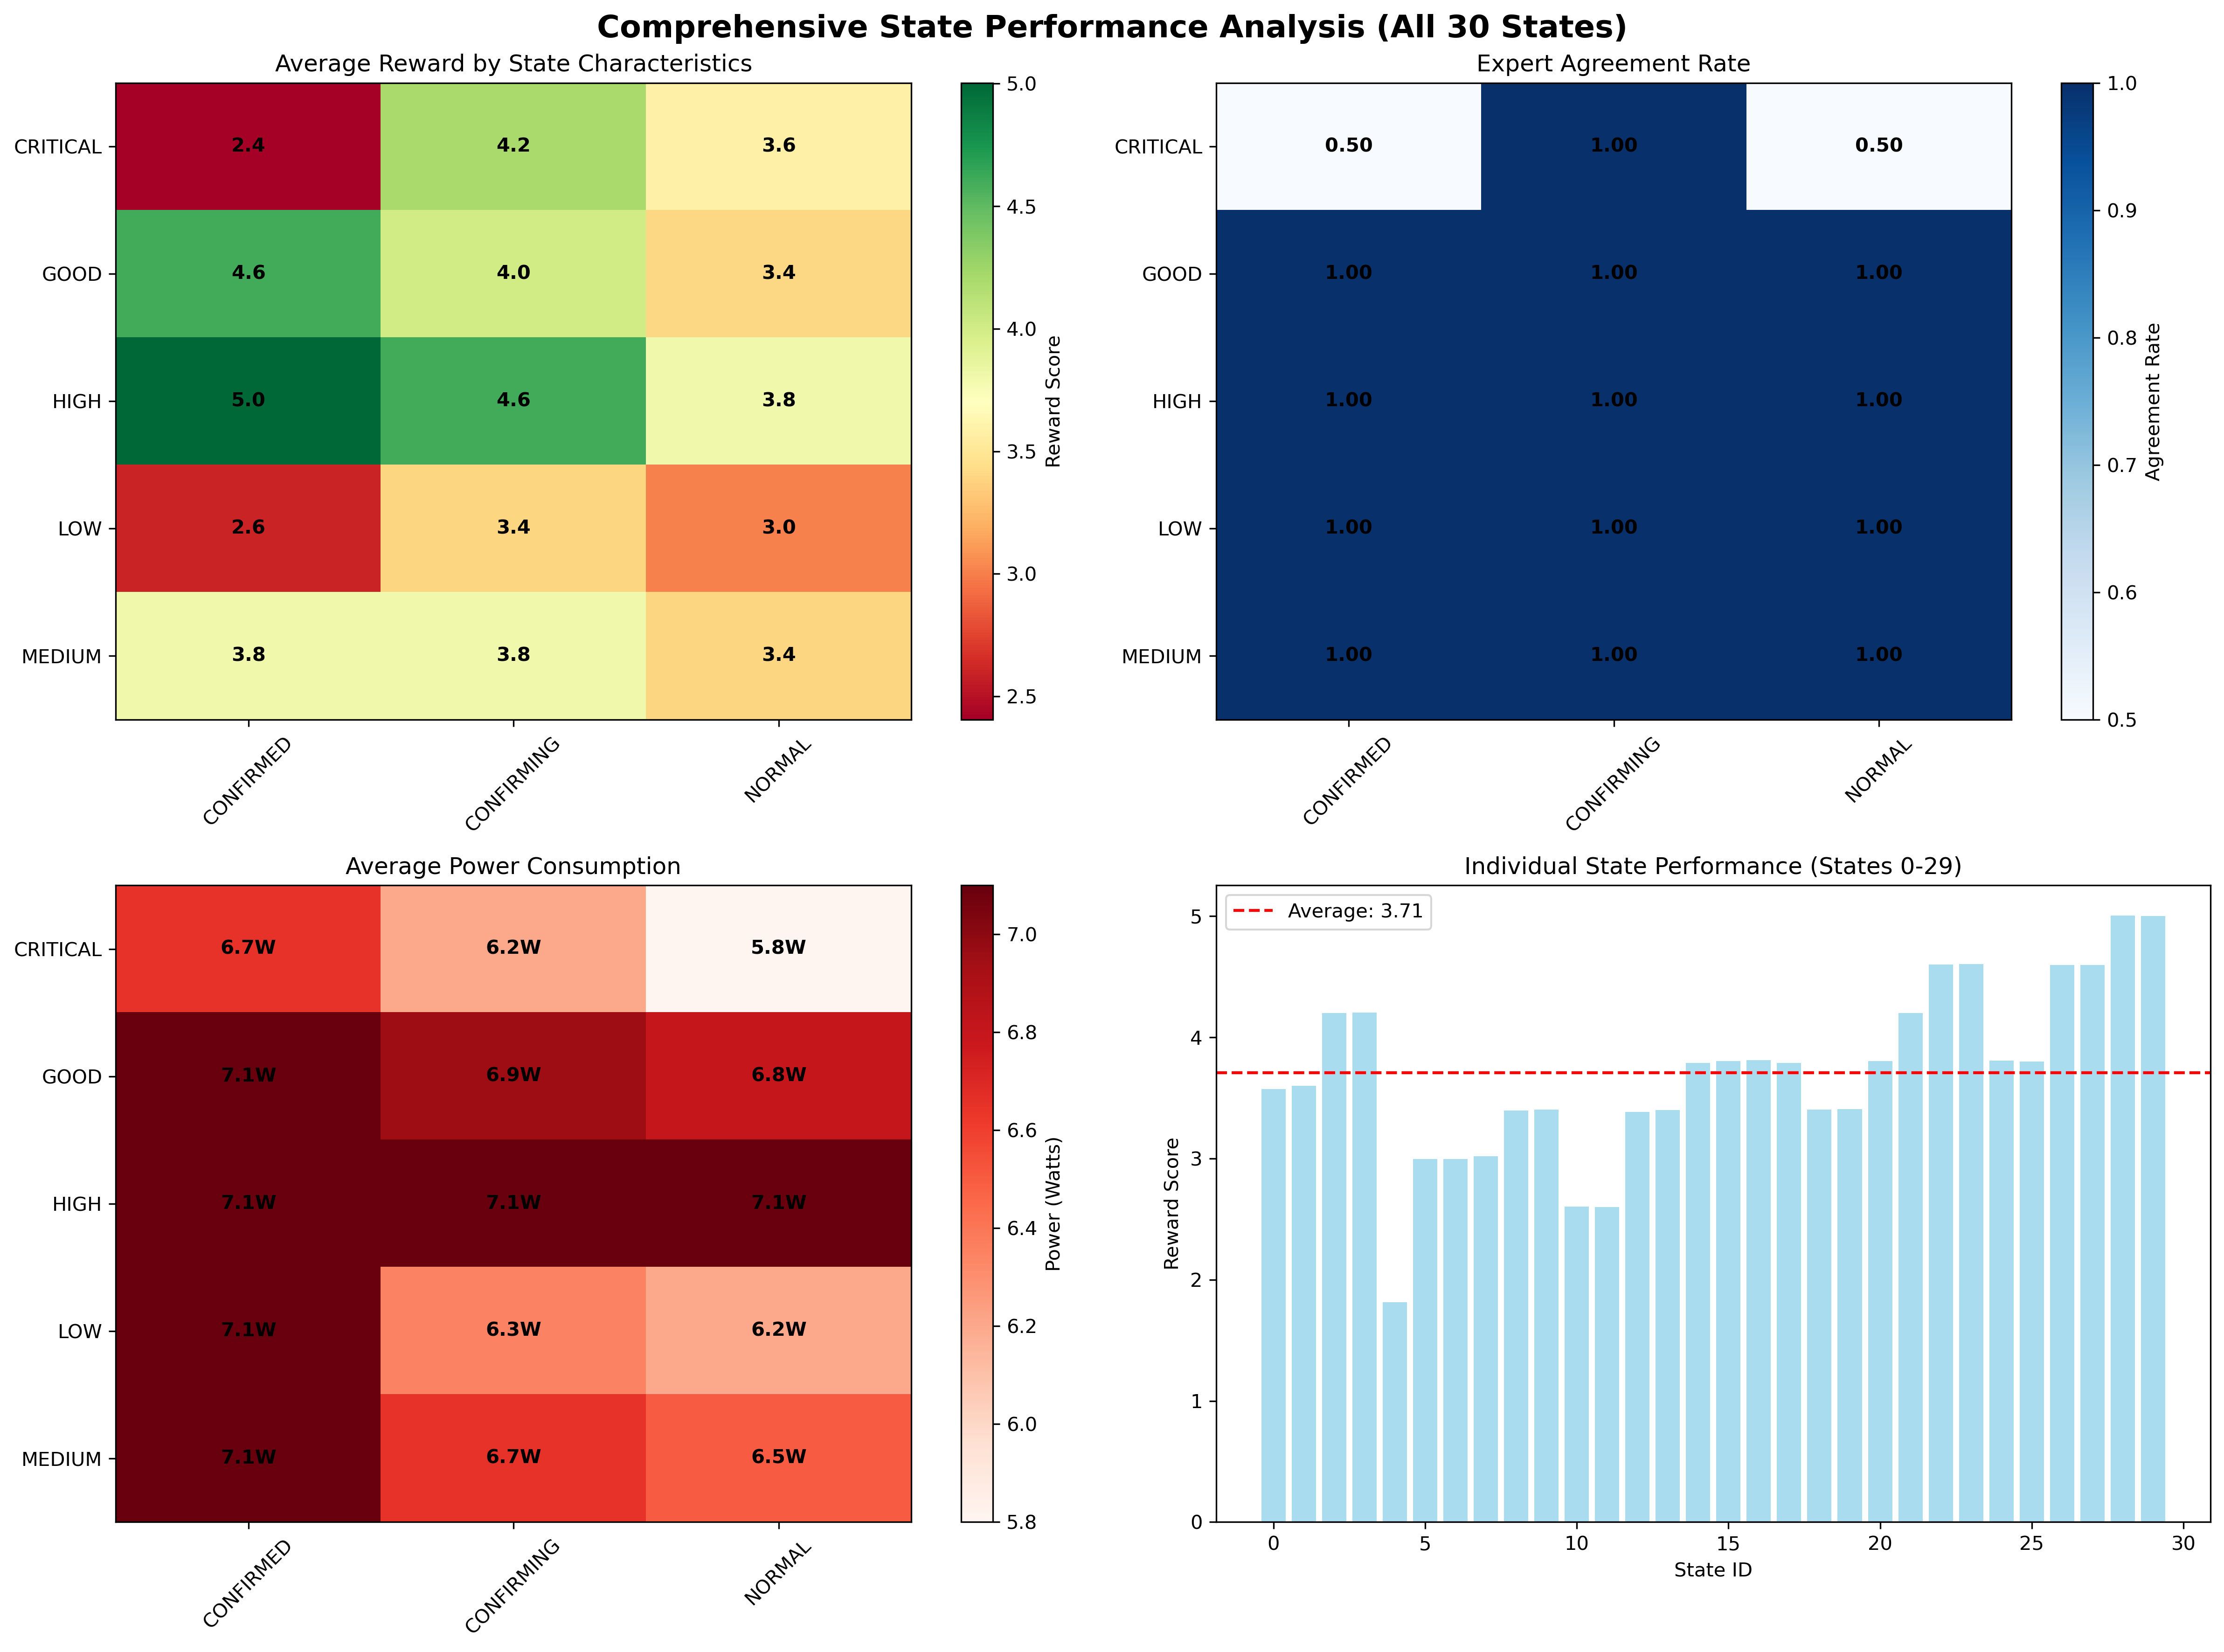 Comprehensive State Performance Analysis (All 30 States)
Average Reward by State Characteristics
CRITICAL 2.4 4.2 3.6
GOOD 4.6 4.0 3.4
HIGH 5.0 4.6 3.8
LOW 2.6 3.4 3.0
MEDIUM 3.8 3.8 3.4
CONFIRMED CONFIRMING NORMAL
5.0
4.5
4.0
3.5
3.0
2.5
Reward Score
Expert Agreement Rate
CRITICAL 0.50 1.00 0.50
GOOD 1.00 1.00 1.00
HIGH 1.00 1.00 1.00
LOW 1.00 1.00 1.00
MEDIUM 1.00 1.00 1.00
CONFIRMED CONFIRMING NORMAL
1.0
0.9
0.8
0.7
0.6
0.5
Agreement Rate
Average Power Consumption
CRITICAL 6.7W 6.2W 5.8W
GOOD 7.1W 6.9W 6.8W
HIGH 7.1W 7.1W 7.1W
LOW 7.1W 6.3W 6.2W
MEDIUM 7.1W 6.7W 6.5W
CONFIRMED CONFIRMING NORMAL
7.0
6.8
6.6
6.4
6.2
6.0
5.8
Power (Watts)
Individual State Performance (States 0-29)
Average: 3.71
5
4
3
2
1
0
Reward Score
0 5 10 15 20 25 30
State ID